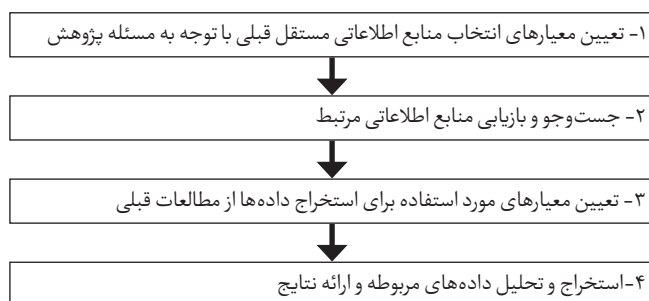 ۱- تعیین معیارهای انتخاب منابع اطلاعاتی مستقل قبلی با توجه به مسئله پژوهش
۲- جست‌وجو و بازیابی منابع اطلاعاتی مرتبط
۳- تعیین معیارهای مورد استفاده برای استخراج داده‌ها از مطالعات قبلی
۴-استخراج و تحلیل داده‌های مربوطه و ارائه نتایج